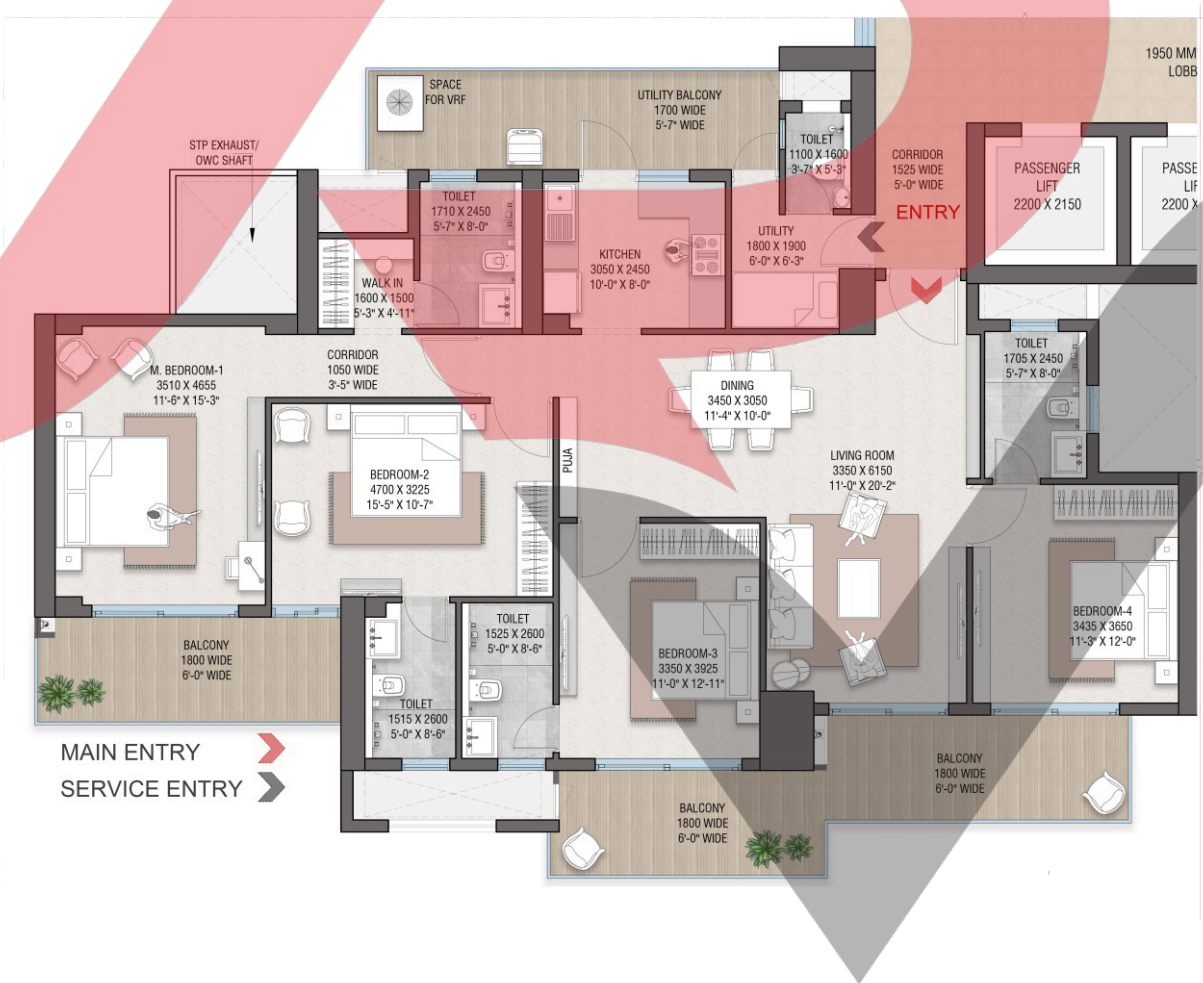 1950 MM
LOBB
SPACE
FOR VRF
UTILITY BALCONY
1700 WIDE
5'-7" WIDE
STP EXHAUST/
OWC SHAFT
TOILET
1100 X 1600
3'-7" X 5'-3"
CORRIDOR
1525 WIDE
5'-0" WIDE
ENTRY
PASSENGER
LIFT
2200 X 2150
PASSE
LIF
2200 X
TOILET
1710 X 2450
5'-7" X 8'-0"
KITCHEN
3050 X 2450
10'-0" X 8'-0"
UTILITY
1800 X 1900
6'-0" X 6'-3"
WALK IN
1600 X 1500
5'-3" X 4'-11"
M. BEDROOM-1
3510 X 4655
11'-6" X 15'-3"
CORRIDOR
1050 WIDE
3'-5" WIDE
DINING
3450 X 3050
11'-4" X 10'-0"
TOILET
1705 X 2450
5'-7" X 8'-0"
BEDROOM-2
4700 X 3225
15'-5" X 10'-7"
PUJA
LIVING ROOM
3350 X 6150
11'-0" X 20'-2"
BALCONY
1800 WIDE
6'-0" WIDE
TOILET
1515 X 2600
5'-0" X 8'-6"
TOILET
1525 X 2600
5'-0" X 8'-6"
BEDROOM-3
3350 X 3925
11'-0" X 12'-11"
BEDROOM-4
3435 X 3650
11'-3" X 12'-0"
MAIN ENTRY
SERVICE ENTRY
BALCONY
1800 WIDE
6'-0" WIDE
BALCONY
1800 WIDE
6'-0" WIDE